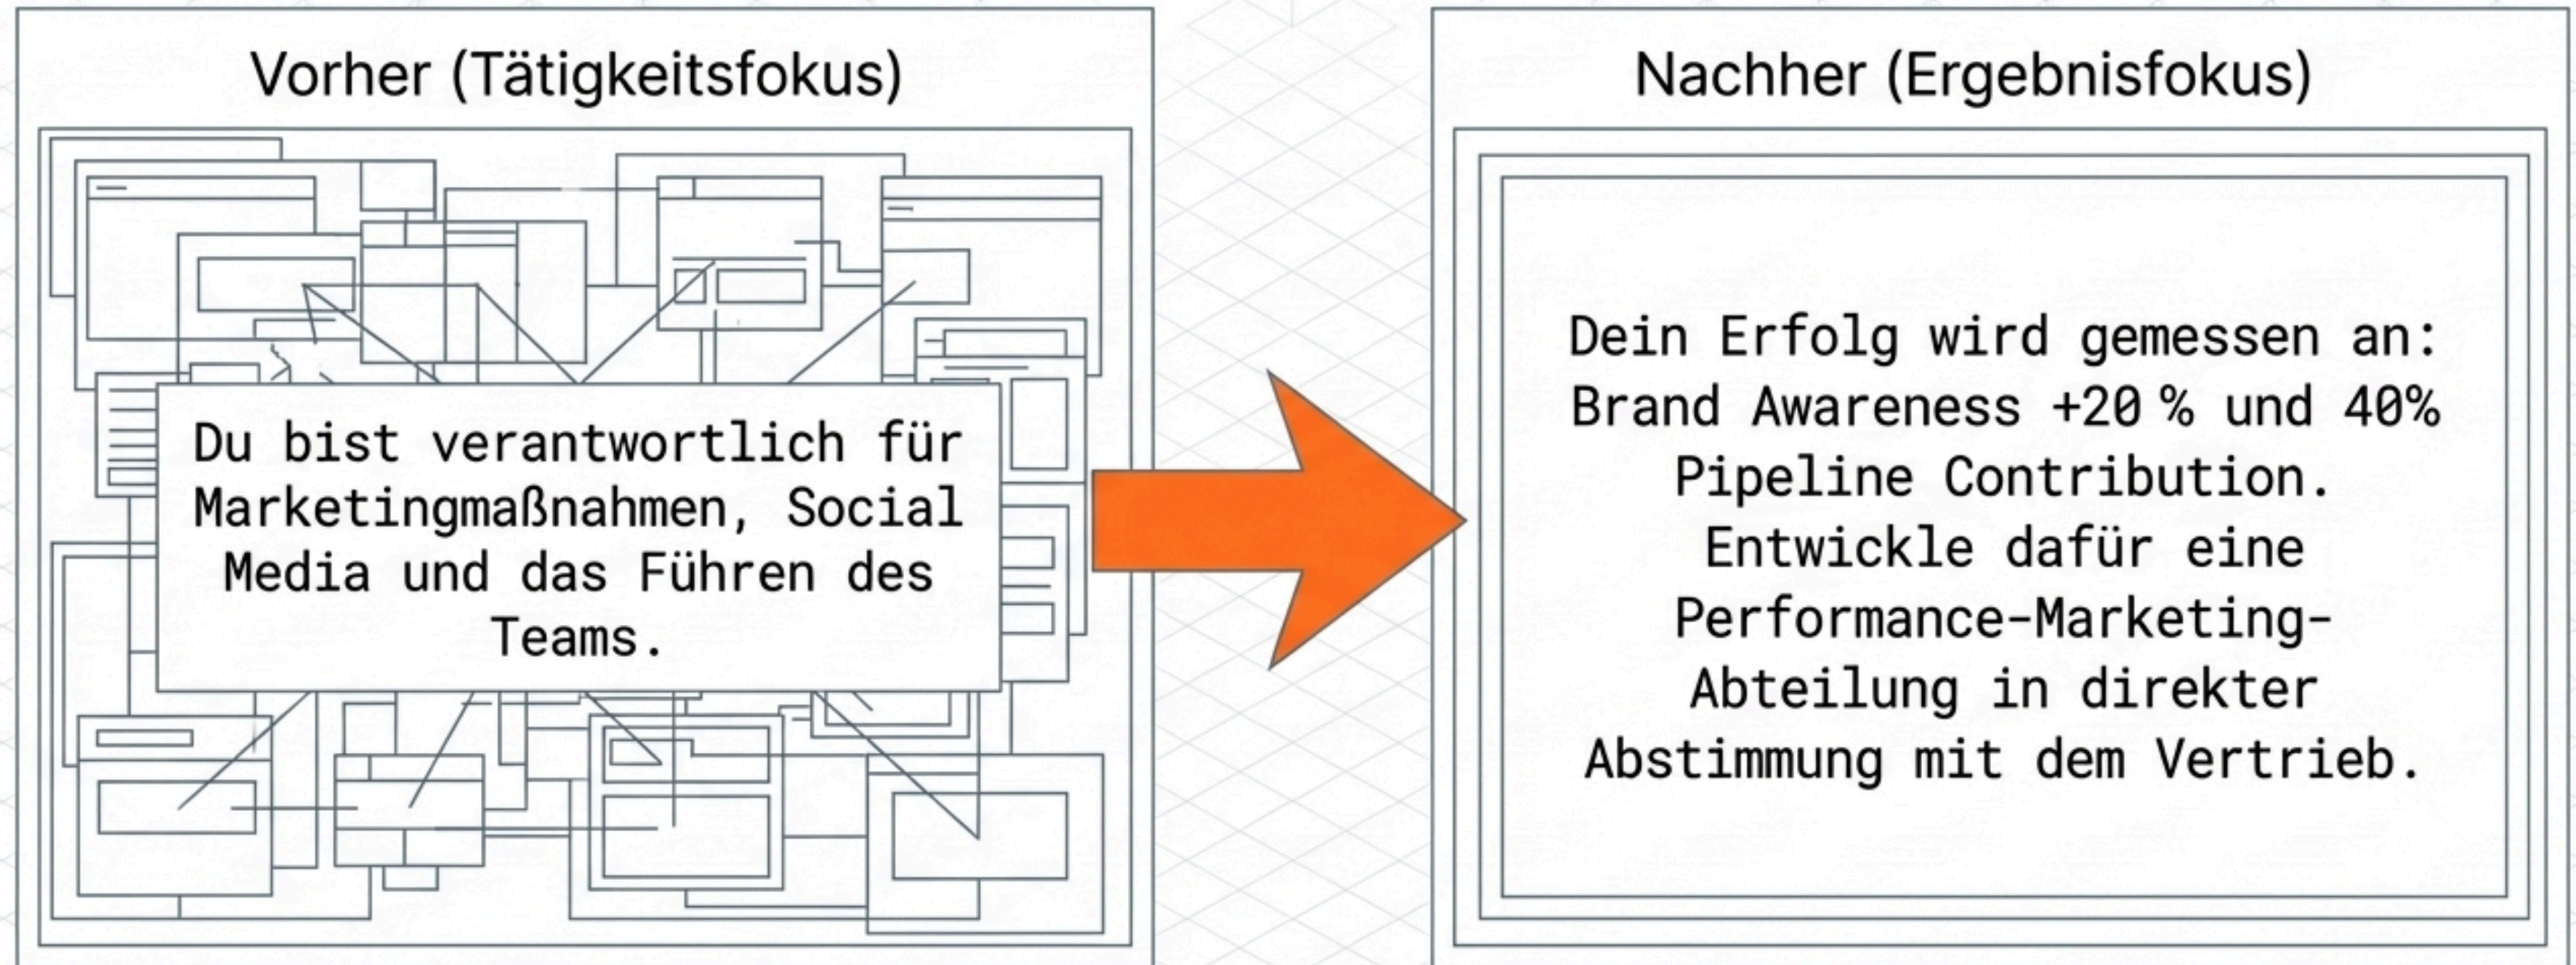 Vorher (Tätigkeitsfokus)
Du bist verantwortlich für
Marketingmaßnahmen, Social
Media und das Führen des
Teams.
Nachher (Ergebnisfokus)
Dein Erfolg wird gemessen an:
Brand Awareness +20 % und 40%
Pipeline Contribution.
Entwickle dafür eine
Performance-Marketing-
Abteilung in direkter
Abstimmung mit dem Vertrieb.